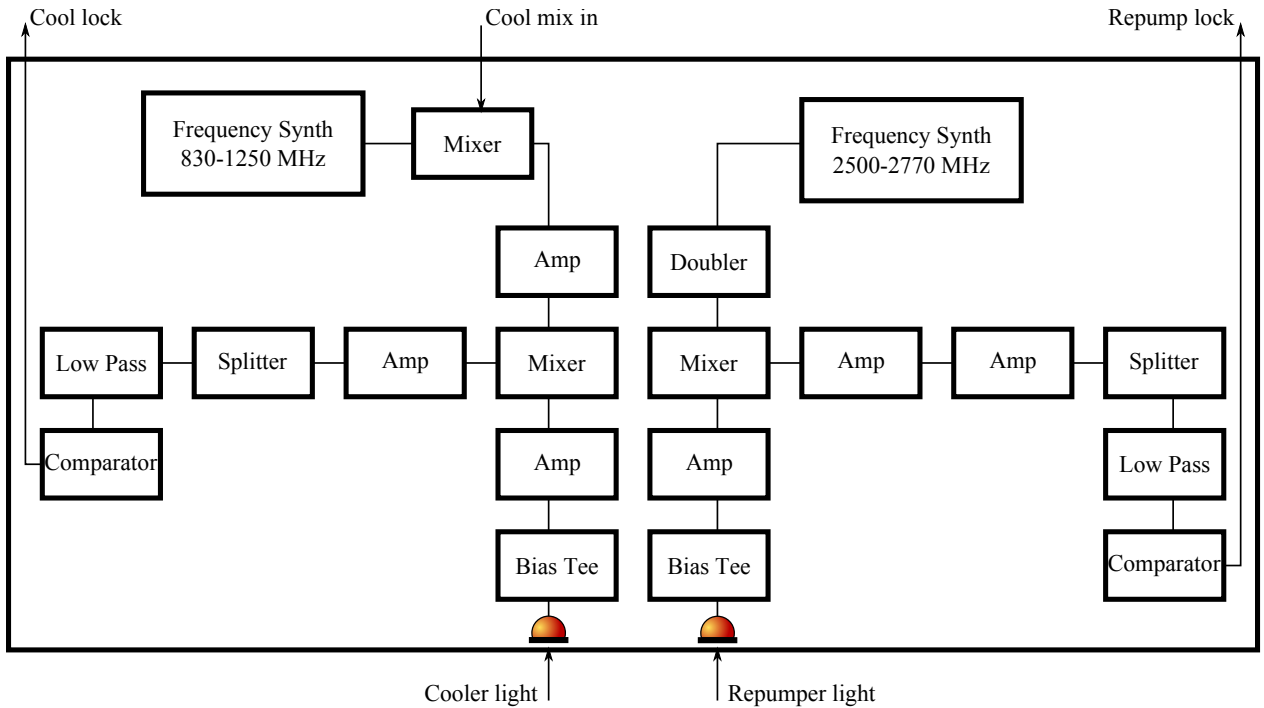 Cool lock
Cool mix in
Repump lock
Frequency Synth
830-1250 MHz
Mixer
Frequency Synth
2500-2770 MHz
Amp
Doubler
Low Pass
Splitter
Amp
Mixer
Mixer
Amp
Amp
Splitter
Comparator
Amp
Amp
Low Pass
Bias Tee
Bias Tee
Comparator
Cooler light
Repumper light